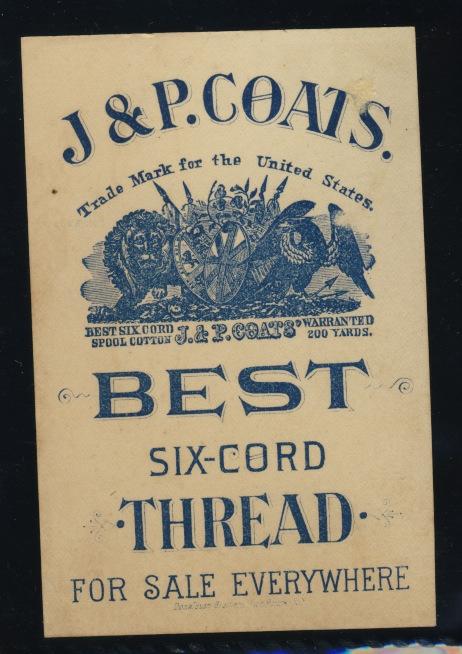 J & P. COATS.
Trade Mark for the United States.
BEST SIX CORD
SPOOL COTTON
J. & P. COATS'
WARRANTED
200 YARDS.
BEST
SIX-CORD
·THREAD·
FOR SALE EVERYWHERE